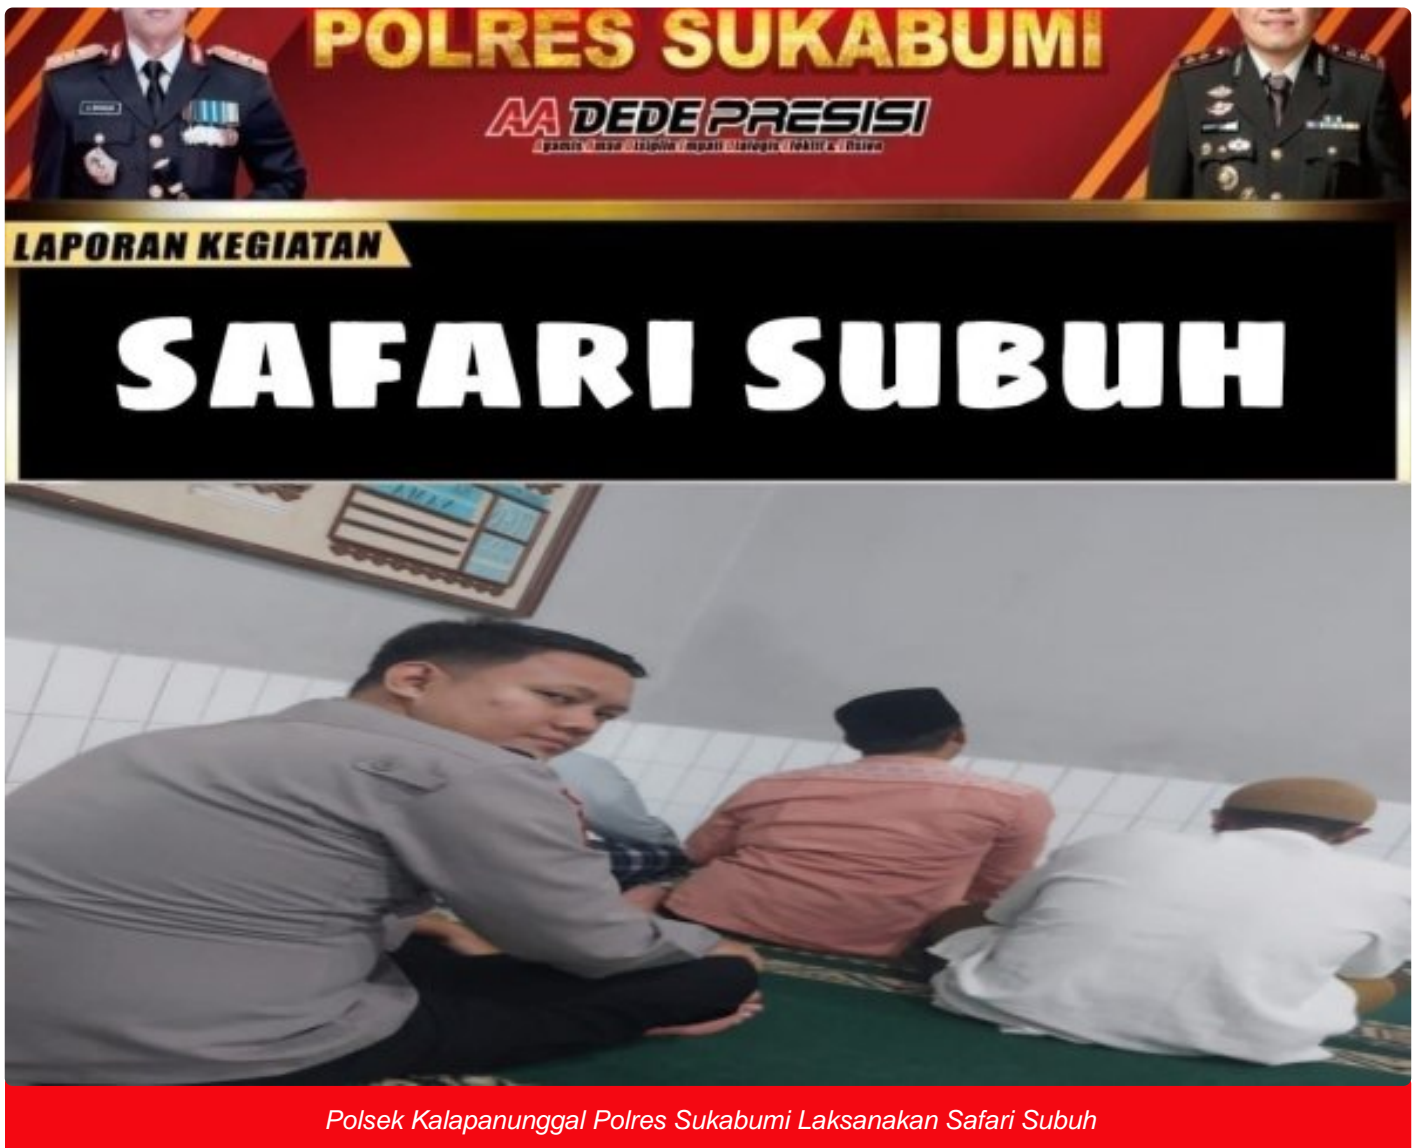 POLRES SUKABUMI
AA DEDE PRESISI
LAPORAN KEGIATAN
SAFARI SUBUH
Polsek Kalapanunggal Polres Sukabumi Laksanakan Safari Subuh